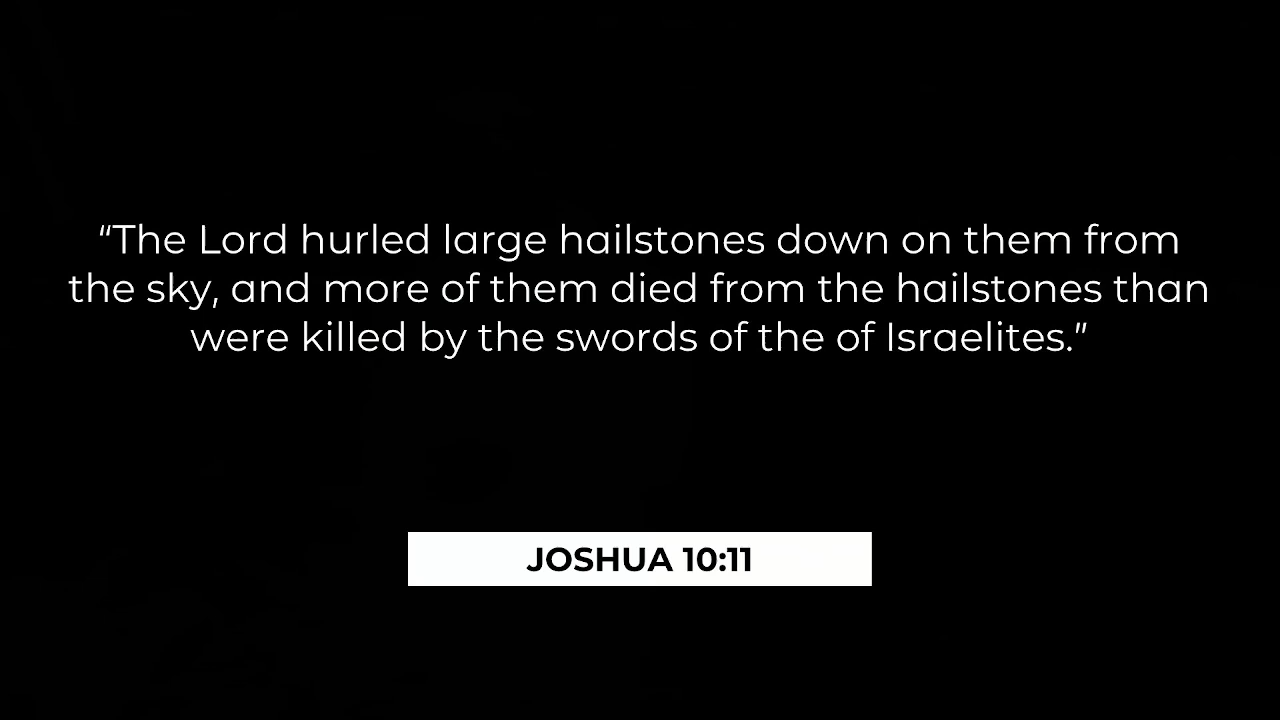 “The Lord hurled large hailstones down on them from
the sky, and more of them died from the hailstones than
were killed by the swords of the of Israelites.”
JOSHUA 10:11